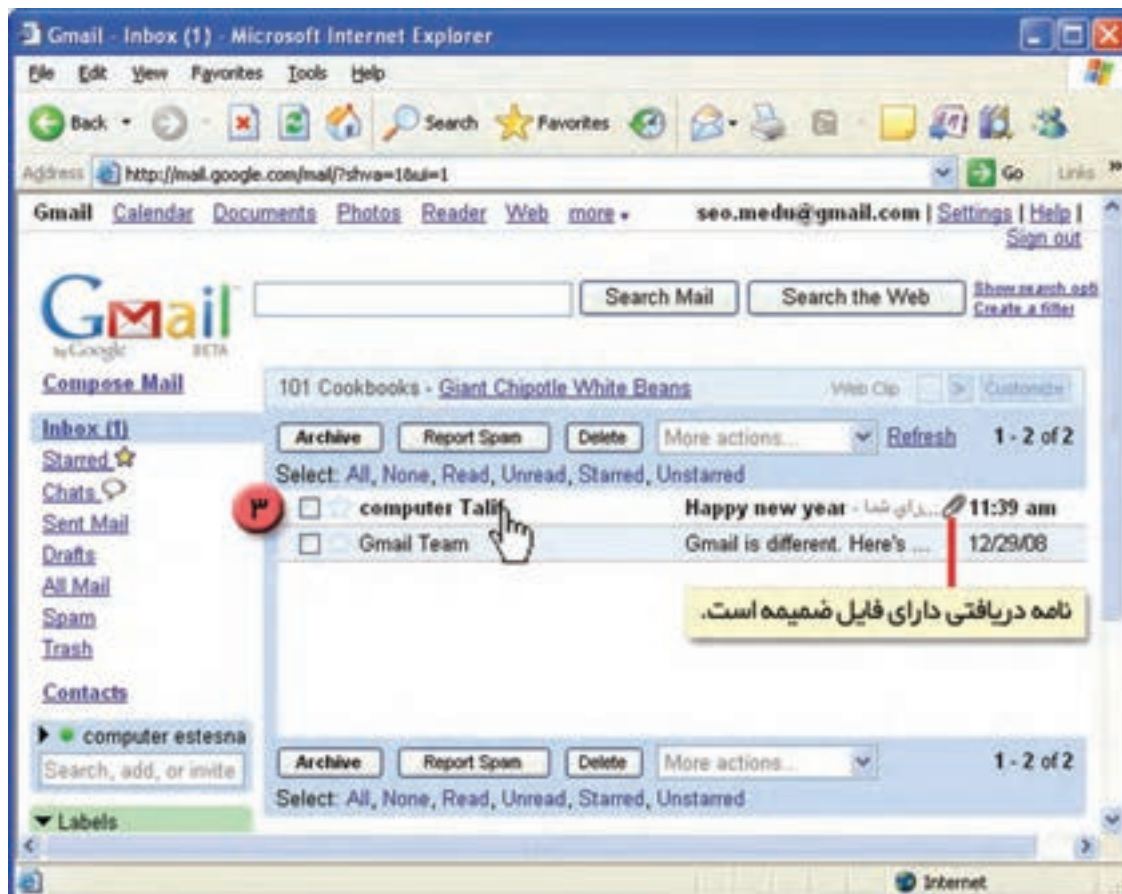 Gmail - Inbox (1) - Microsoft Internet Explorer
File Edit View Favorites Tools Help
Back Search Favorites
Address http://mail.google.com/mail/?shva=1&ui=1 Go Links »
Gmail Calendar Documents Photos Reader Web more seo.medu@gmail.com | Settings | Help |
Sign out
Gmail by Google BETA
Search Mail Search the Web Show search opti
Create a filter
Compose Mail
101 Cookbooks - Giant Chipotle White Beans Web Clip < > Customize
Inbox (1)
Archive Report Spam Delete More actions... Refresh 1 - 2 of 2
Starred
Select: All, None, Read, Unread, Starred, Unstarred
Chats
۳ computer Talif Happy new year - ...رای شما 11:39 am
Sent Mail
Gmail Team Gmail is different. Here's ... 12/29/08
Drafts
All Mail
نامه دریافتی دارای فایل ضمیمه است.
Spam
Trash
Contacts
computer estesna
Search, add, or invite
Archive Report Spam Delete More actions... 1 - 2 of 2
Select: All, None, Read, Unread, Starred, Unstarred
Labels
Internet